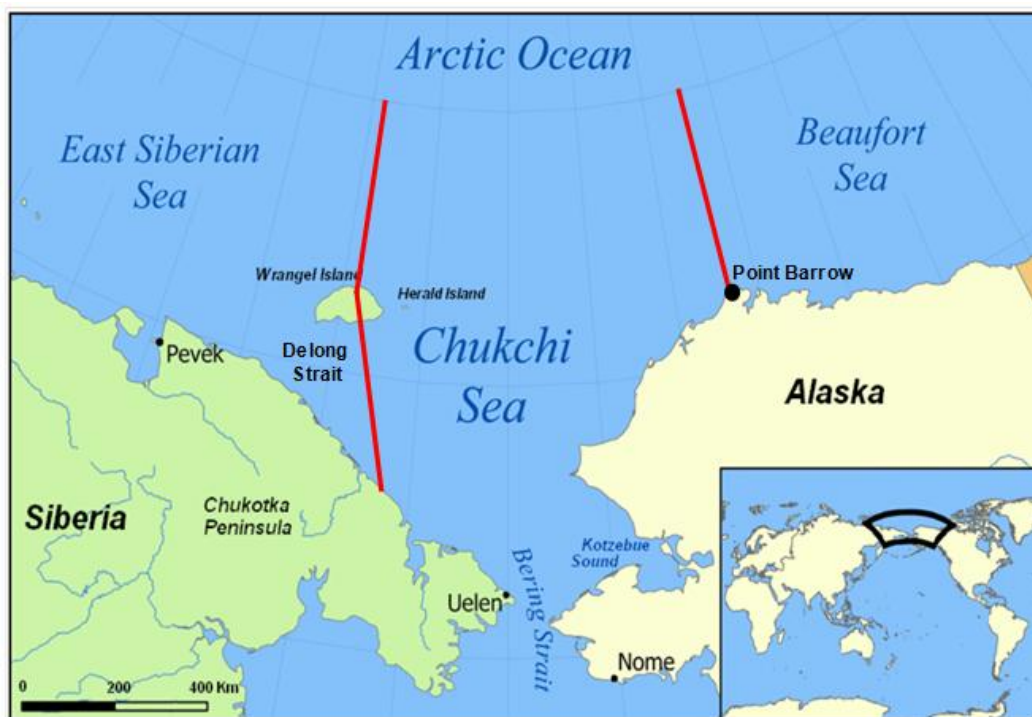 Arctic Ocean
East Siberian
Sea
Beaufort
Sea
Wrangel Island
Herald Island
Point Barrow
Pevek
Delong
Strait
Chukchi
Sea
Alaska
Siberia
Chukotka
Peninsula
Kotzebue
Sound
Bering Strait
Uelen
Nome
0 200 400 Km